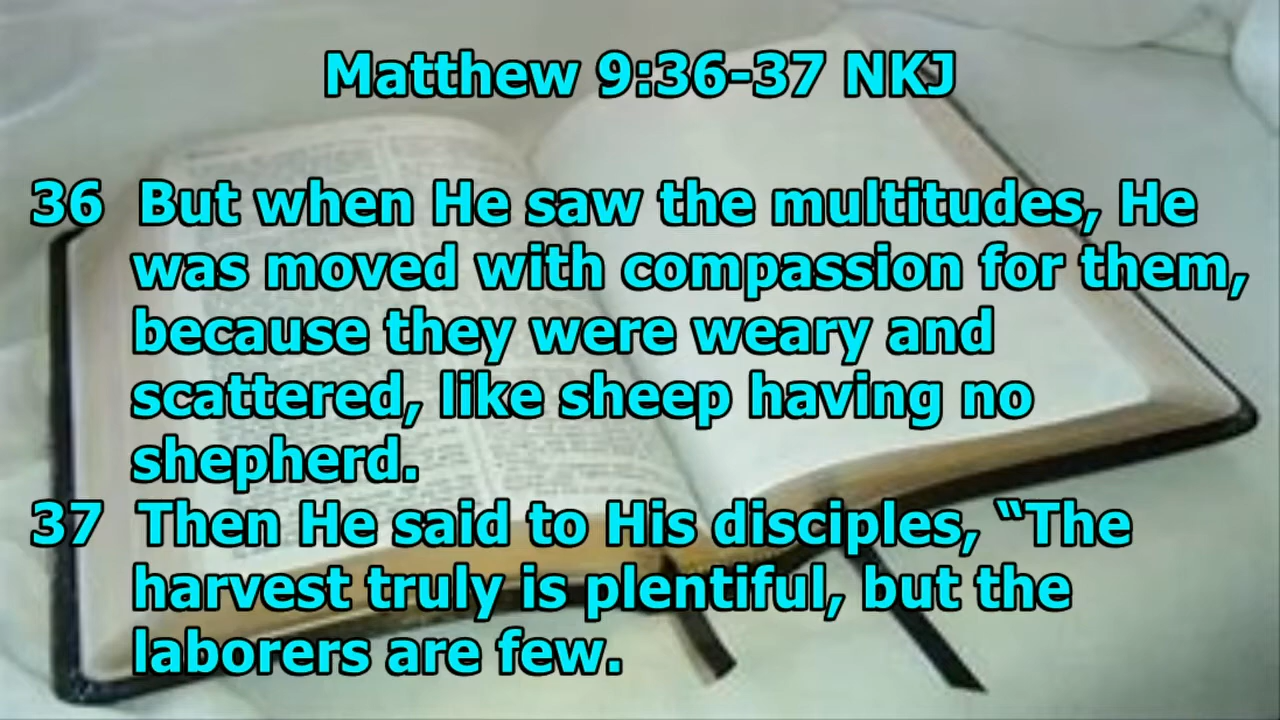 Matthew 9:36-37 NKJ
36 But when He saw the multitudes, He
was moved with compassion for them,
because they were weary and
scattered, like sheep having no
shepherd.
37 Then He said to His disciples, “The
harvest truly is plentiful, but the
laborers are few.